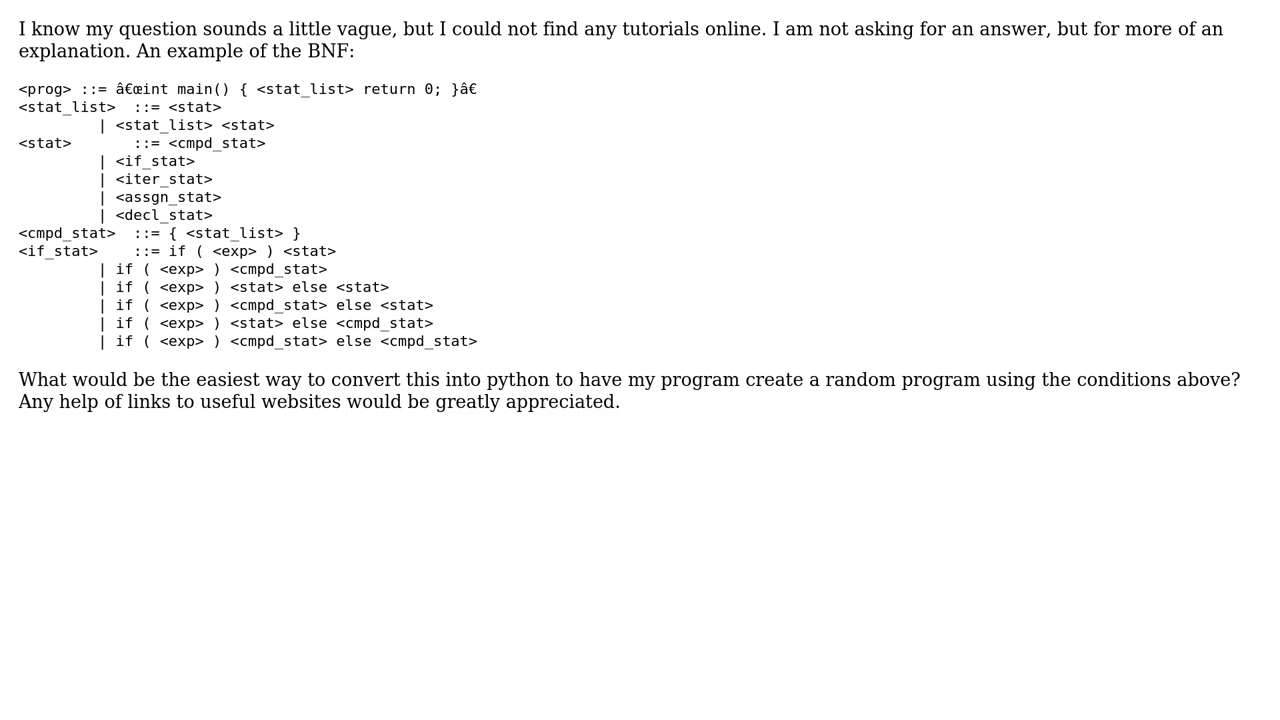 I know my question sounds a little vague, but I could not find any tutorials online. I am not asking for an answer, but for more of an
explanation. An example of the BNF:
<prog> ::= â€œint main() { <stat_list> return 0; }â€
<stat_list>  ::= <stat>
         | <stat_list> <stat>
<stat>       ::= <cmpd_stat>
         | <if_stat>
         | <iter_stat>
         | <assgn_stat>
         | <decl_stat>
<cmpd_stat>  ::= { <stat_list> }
<if_stat>    ::= if ( <exp> ) <stat>
         | if ( <exp> ) <cmpd_stat>
         | if ( <exp> ) <stat> else <stat>
         | if ( <exp> ) <cmpd_stat> else <stat>
         | if ( <exp> ) <stat> else <cmpd_stat>
         | if ( <exp> ) <cmpd_stat> else <cmpd_stat>
What would be the easiest way to convert this into python to have my program create a random program using the conditions above?
Any help of links to useful websites would be greatly appreciated.